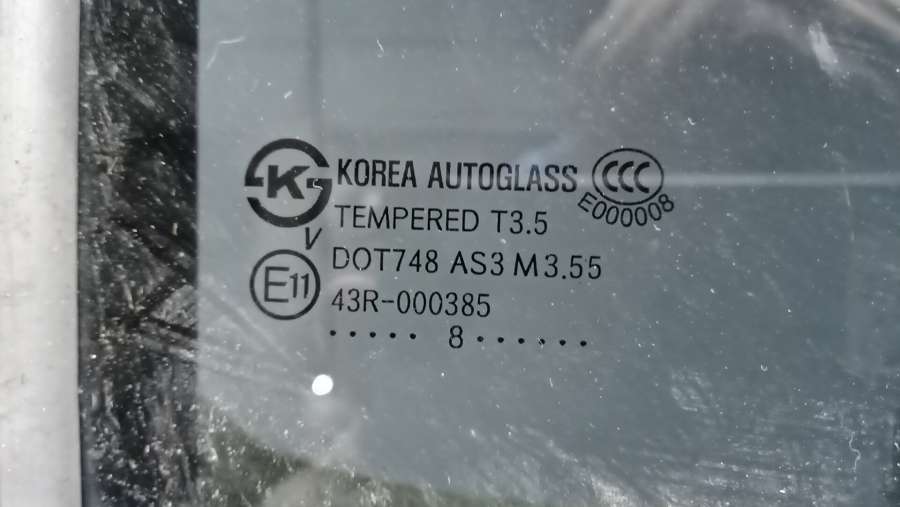 K KOREA AUTOGLASS CCC
E000008
TEMPERED T3.5
V
DOT748 AS3 M3.55
E11 43R-000385
..... 8 ......